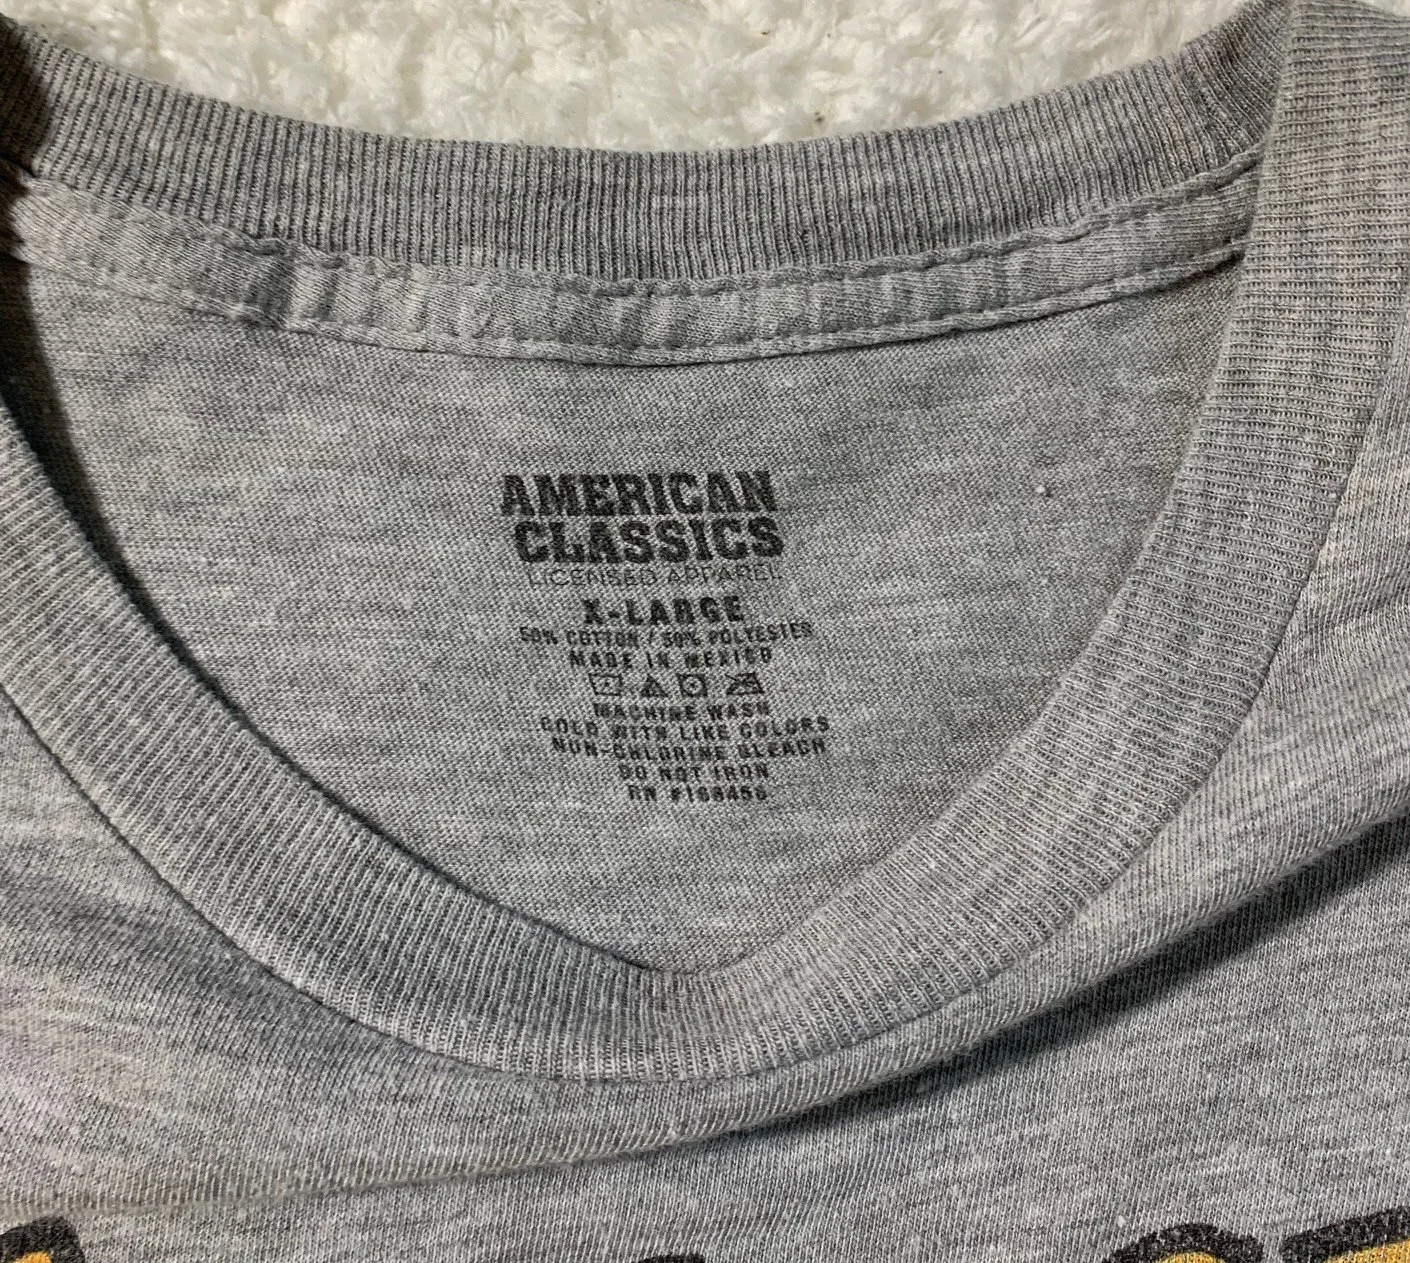 AMERICAN
CLASSICS
LICENSED APPAREL
X-LARGE
50% COTTON / 50% POLYESTER
MADE IN MEXICO
MACHINE WASH
COLD WITH LIKE COLORS
NON-CHLORINE BLEACH
DO NOT IRON
RN